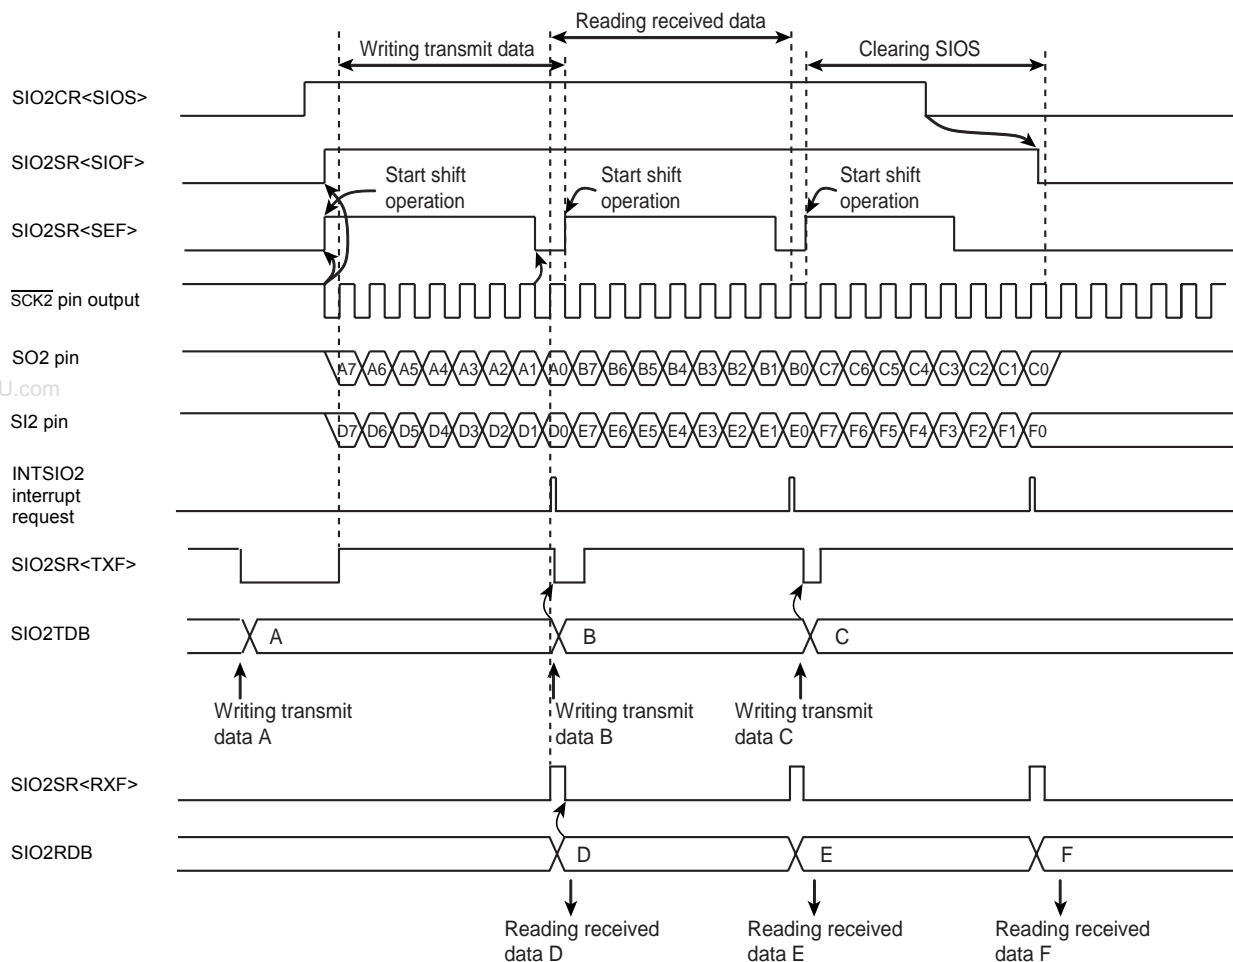 Reading received data
Writing transmit data
Clearing SIOS
SIO2CR<SIOS>
SIO2SR<SIOF>
Start shift
operation
Start shift
operation
Start shift
operation
SIO2SR<SEF>
SCK2 pin output
SO2 pin
A7 A6 A5 A4 A3 A2 A1 A0 B7 B6 B5 B4 B3 B2 B1 B0 C7 C6 C5 C4 C3 C2 C1 C0
U.com
SI2 pin
D7 D6 D5 D4 D3 D2 D1 D0 E7 E6 E5 E4 E3 E2 E1 E0 F7 F6 F5 F4 F3 F2 F1 F0
INTSIO2
interrupt
request
SIO2SR<TXF>
SIO2TDB
A
B
C
Writing transmit
data A
Writing transmit
data B
Writing transmit
data C
SIO2SR<RXF>
SIO2RDB
D
E
F
Reading received
data D
Reading received
data E
Reading received
data F